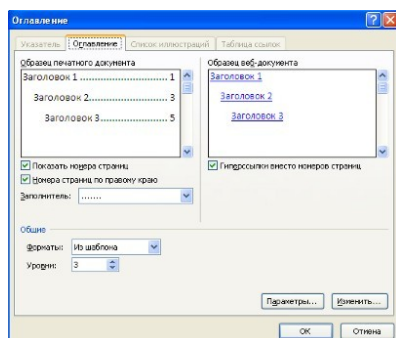 Оглавление
Указатель Оглавление Список иллюстраций Таблица ссылок
Образец печатного документа
Заголовок 1 ................................ 1
Заголовок 2............................ 3
Заголовок 3........................ 5
Образец веб-документа
Заголовок 1
Заголовок 2
Заголовок 3
Показать номера страниц
Номера страниц по правому краю
Заполнитель: .......
Гиперссылки вместо номеров страниц
Общие
Форматы: Из шаблона
Уровни: 3
Параметры... Изменить...
ОК Отмена